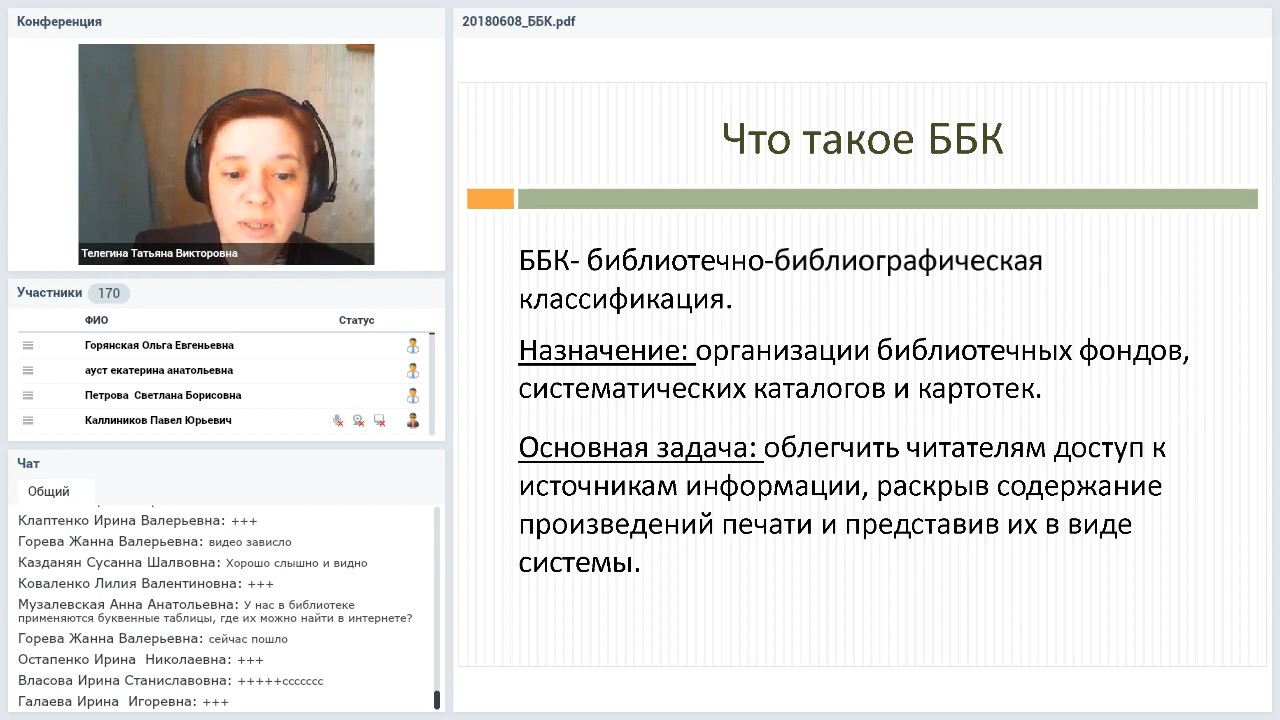 Конференция
Телегина Татьяна Викторовна
Участники 170
ФИО Статус
Горянская Ольга Евгеньевна
ауст екатерина анатольевна
Петрова Светлана Борисовна
Каллиников Павел Юрьевич
Чат
Общий
Клаптенко Ирина Валерьевна: +++
Горева Жанна Валерьевна: видео зависло
Казданян Сусанна Шалвовна: Хорошо слышно и видно
Коваленко Лилия Валентиновна: +++
Музалевская Анна Анатольевна: У нас в библиотеке
применяются буквенные таблицы, где их можно найти в интернете?
Горева Жанна Валерьевна: сейчас пошло
Остапенко Ирина Николаевна: +++
Власова Ирина Станиславовна: +++++ссссссс
Галаева Ирина Игоревна: +++
20180608_ББК.pdf
Что такое ББК
ББК- библиотечно-библиографическая
классификация.
Назначение: организации библиотечных фондов,
систематических каталогов и картотек.
Основная задача: облегчить читателям доступ к
источникам информации, раскрыв содержание
произведений печати и представив их в виде
системы.